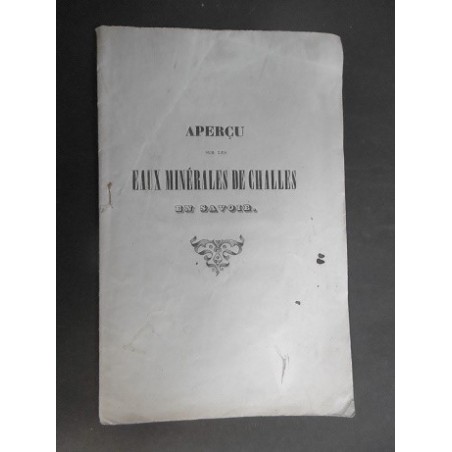 APERÇU
SUR LES
EAUX MINÉRALES DE CHALLES
EN SAVOIE.